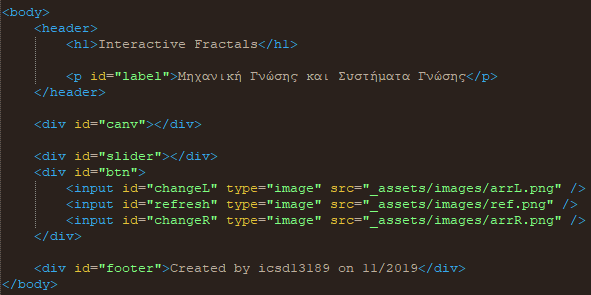 <body>
<header>
<h1>Interactive Fractals</h1>
<p id="label">Μηχανική Γνώσης και Συστήματα Γνώσης</p>
</header>
<div id="canv"></div>
<div id="slider"></div>
<div id="btn">
<input id="changeL" type="image" src="_assets/images/arrL.png" />
<input id="refresh" type="image" src="_assets/images/ref.png" />
<input id="changeR" type="image" src="_assets/images/arrR.png" />
</div>
<div id="footer">Created by icsd13189 on 11/2019</div>
</body>